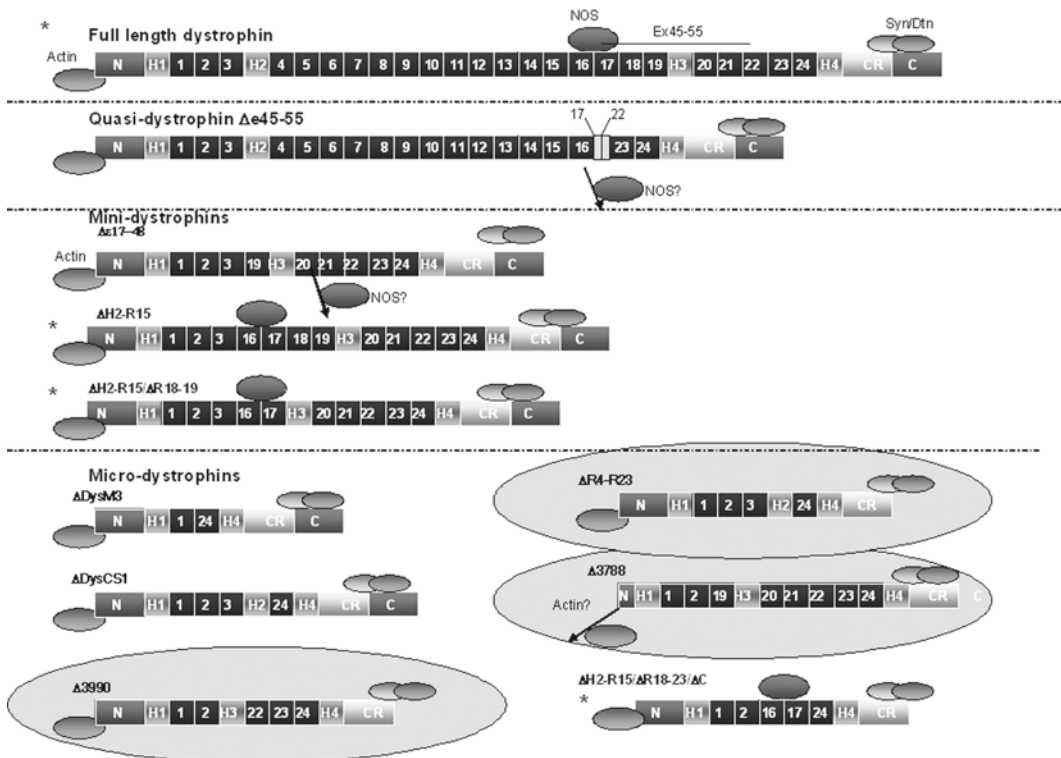 *
NOS
Syn/Dtn
Full length dystrophin
Ex45-55
Actin
N H1 1 2 3 H2 4 5 6 7 8 9 10 11 12 13 14 15 16 17 18 19 H3 20 21 22 23 24 H4 CR C
Quasi-dystrophin Δe45-55
17 22
N H1 1 2 3 H2 4 5 6 7 8 9 10 11 12 13 14 15 16 23 24 H4 CR C
NOS?
Mini-dystrophins
Δe17-48
Actin
N H1 1 2 3 19 H3 20 21 22 23 24 H4 CR C
NOS?
ΔH2-R15
*
N H1 1 2 3 16 17 18 19 H3 20 21 22 23 24 H4 CR C
ΔH2-R15/ΔR18-19
*
N H1 1 2 3 16 17 H3 20 21 22 23 24 H4 CR C
Micro-dystrophins
ΔDysM3
N H1 1 24 H4 CR C
ΔR4-R23
N H1 1 2 3 H2 24 H4 CR
ΔDysCS1
N H1 1 2 3 H2 24 H4 CR C
Δ3788
Actin?
N H1 1 2 19 H3 20 21 22 23 24 H4 CR C
Δ3990
N H1 1 2 H3 22 23 24 H4 CR
ΔH2-R15/ΔR18-23/ΔC
*
N H1 1 2 16 17 24 H4 CR